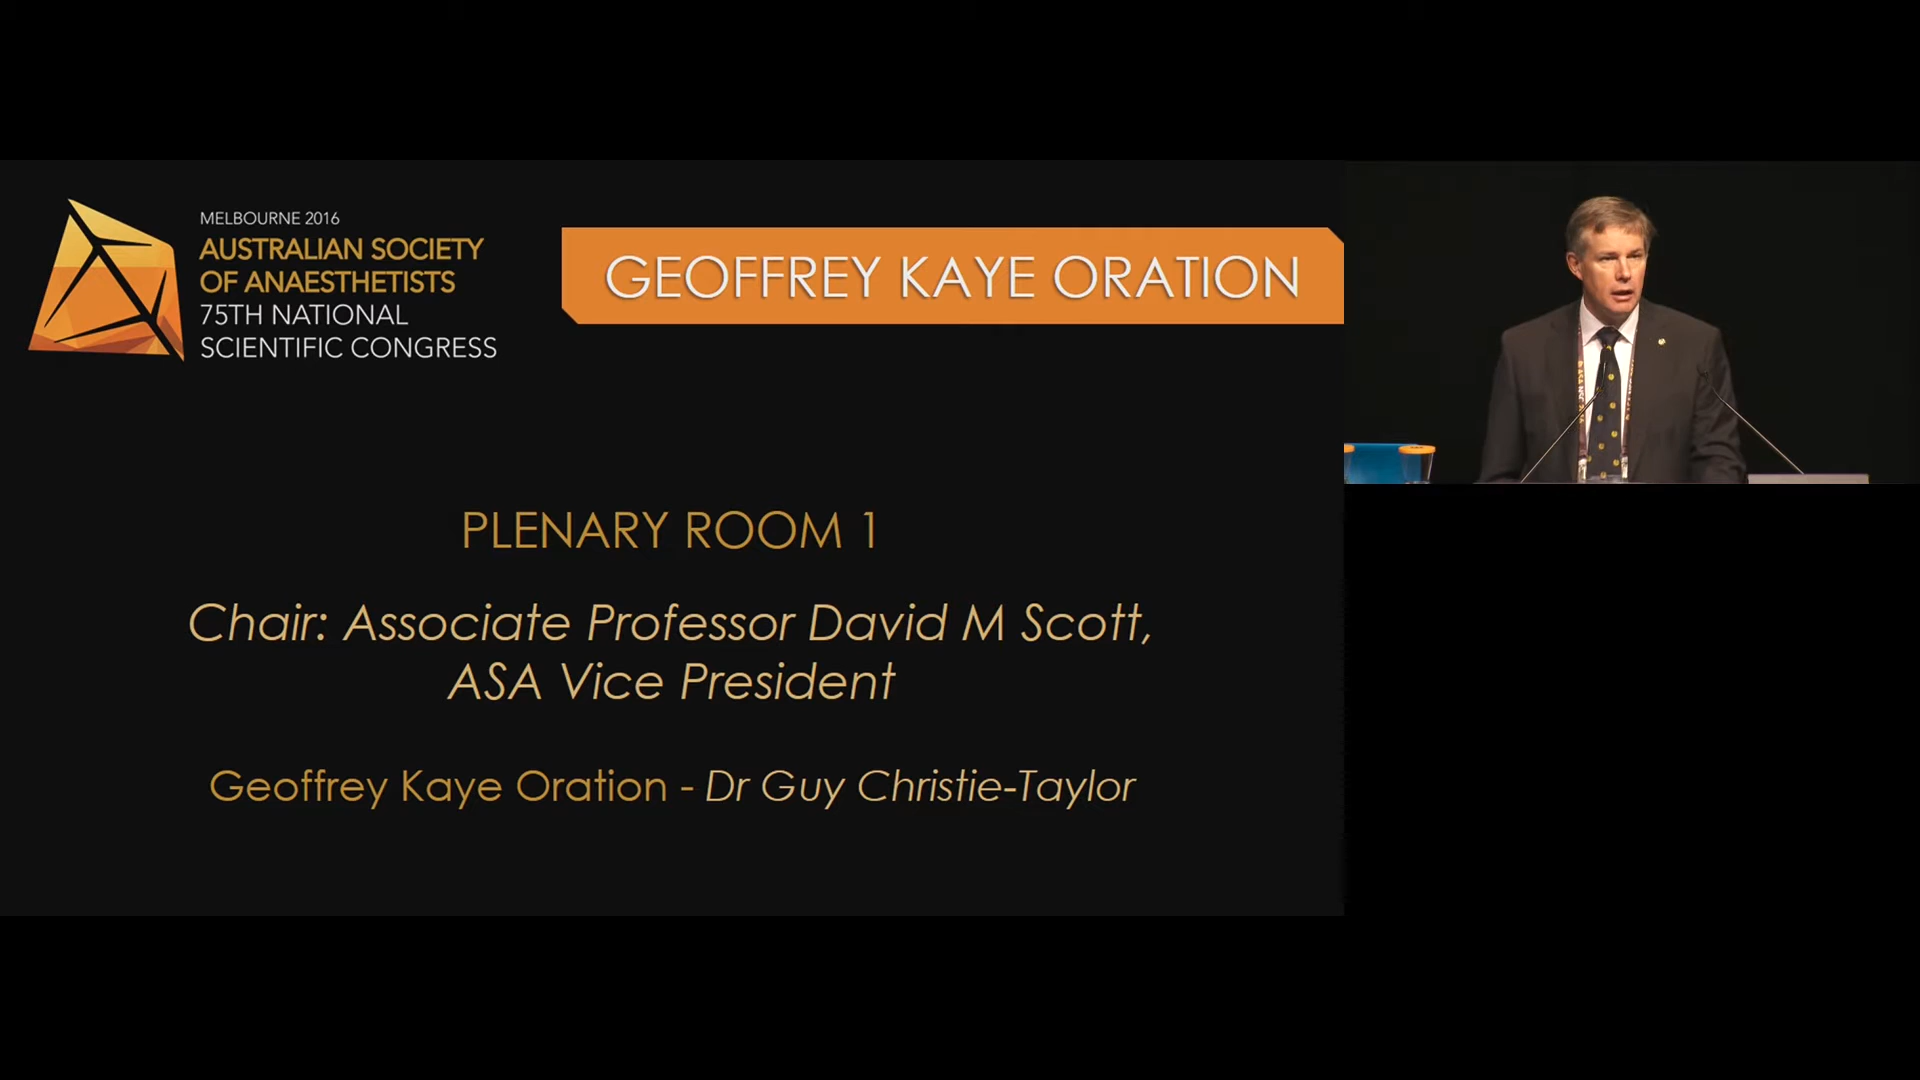 MELBOURNE 2016
AUSTRALIAN SOCIETY
OF ANAESTHETISTS
75TH NATIONAL
SCIENTIFIC CONGRESS
GEOFFREY KAYE ORATION
PLENARY ROOM 1
Chair: Associate Professor David M Scott,
ASA Vice President
Geoffrey Kaye Oration - Dr Guy Christie-Taylor